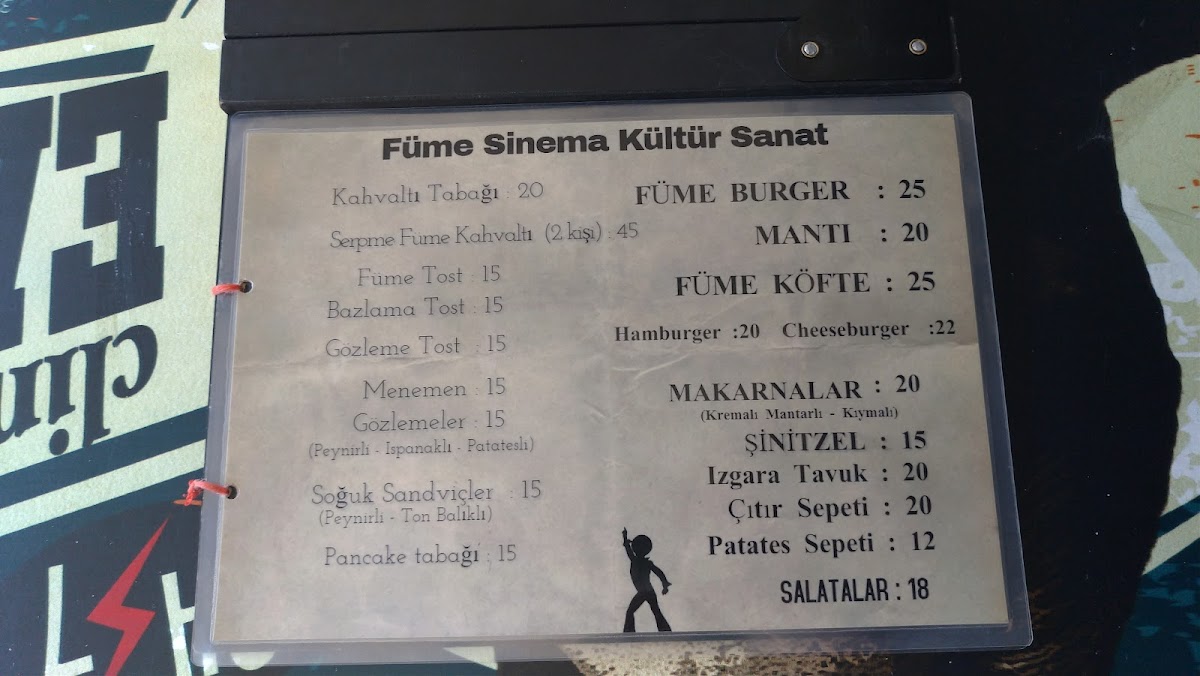 Füme Sinema Kültür Sanat
Kahvaltı Tabağı : 20
Serpme Füme Kahvaltı (2 kişi) : 45
Füme Tost : 15
Bazlama Tost : 15
Gözleme Tost : 15
Menemen : 15
Gözlemeler : 15
(Peynirli - Ispanaklı - Patatesli)
Soğuk Sandviçler : 15
(Peynirli - Ton Balıklı)
Pancake tabağı : 15
FÜME BURGER : 25
MANTI : 20
FÜME KÖFTE : 25
Hamburger :20 Cheeseburger :22
MAKARNALAR : 20
(Kremalı Mantarlı - Kıymalı)
ŞİNİTZEL : 15
Izgara Tavuk : 20
Çıtır Sepeti : 20
Patates Sepeti : 12
SALATALAR : 18